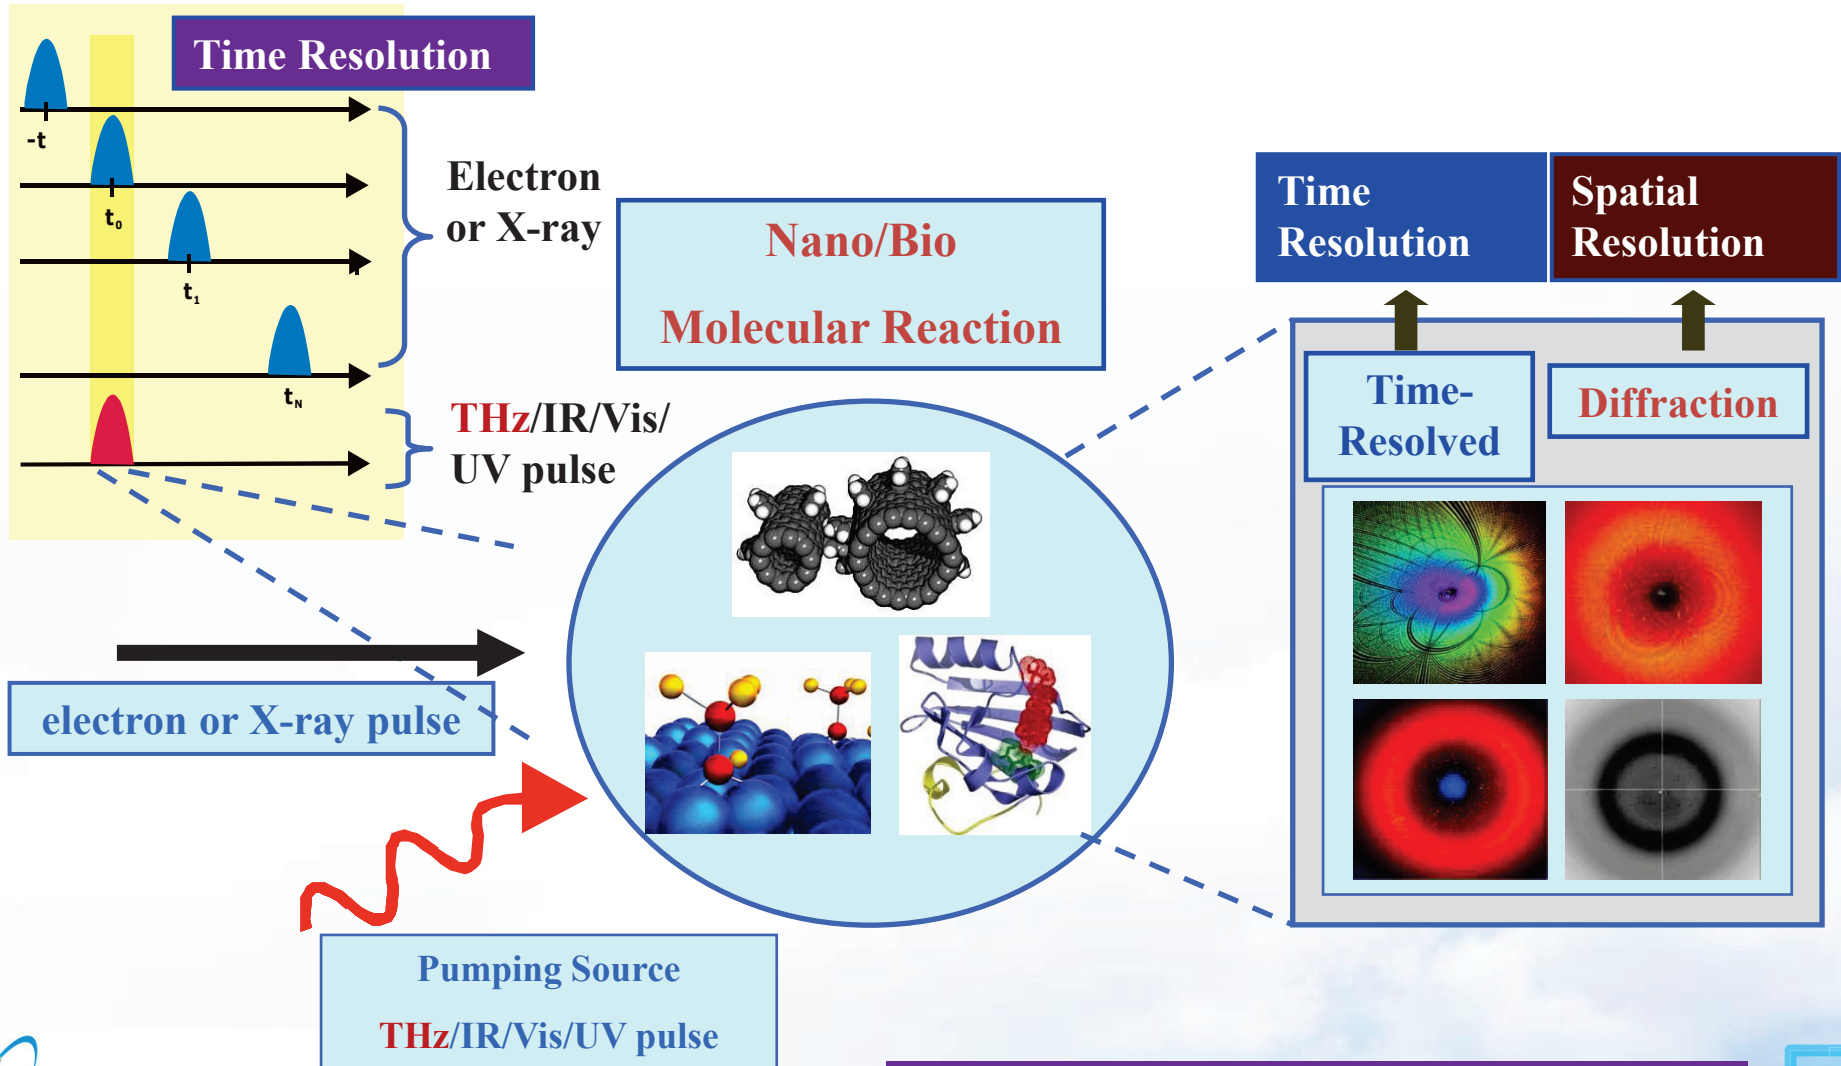 Time Resolution
-t
t₀
t₁
tN
Electron
or X-ray
THz/IR/Vis/
UV pulse
Nano/Bio
Molecular Reaction
Time
Resolution
Spatial
Resolution
Time-
Resolved
Diffraction
electron or X-ray pulse
Pumping Source
THz/IR/Vis/UV pulse